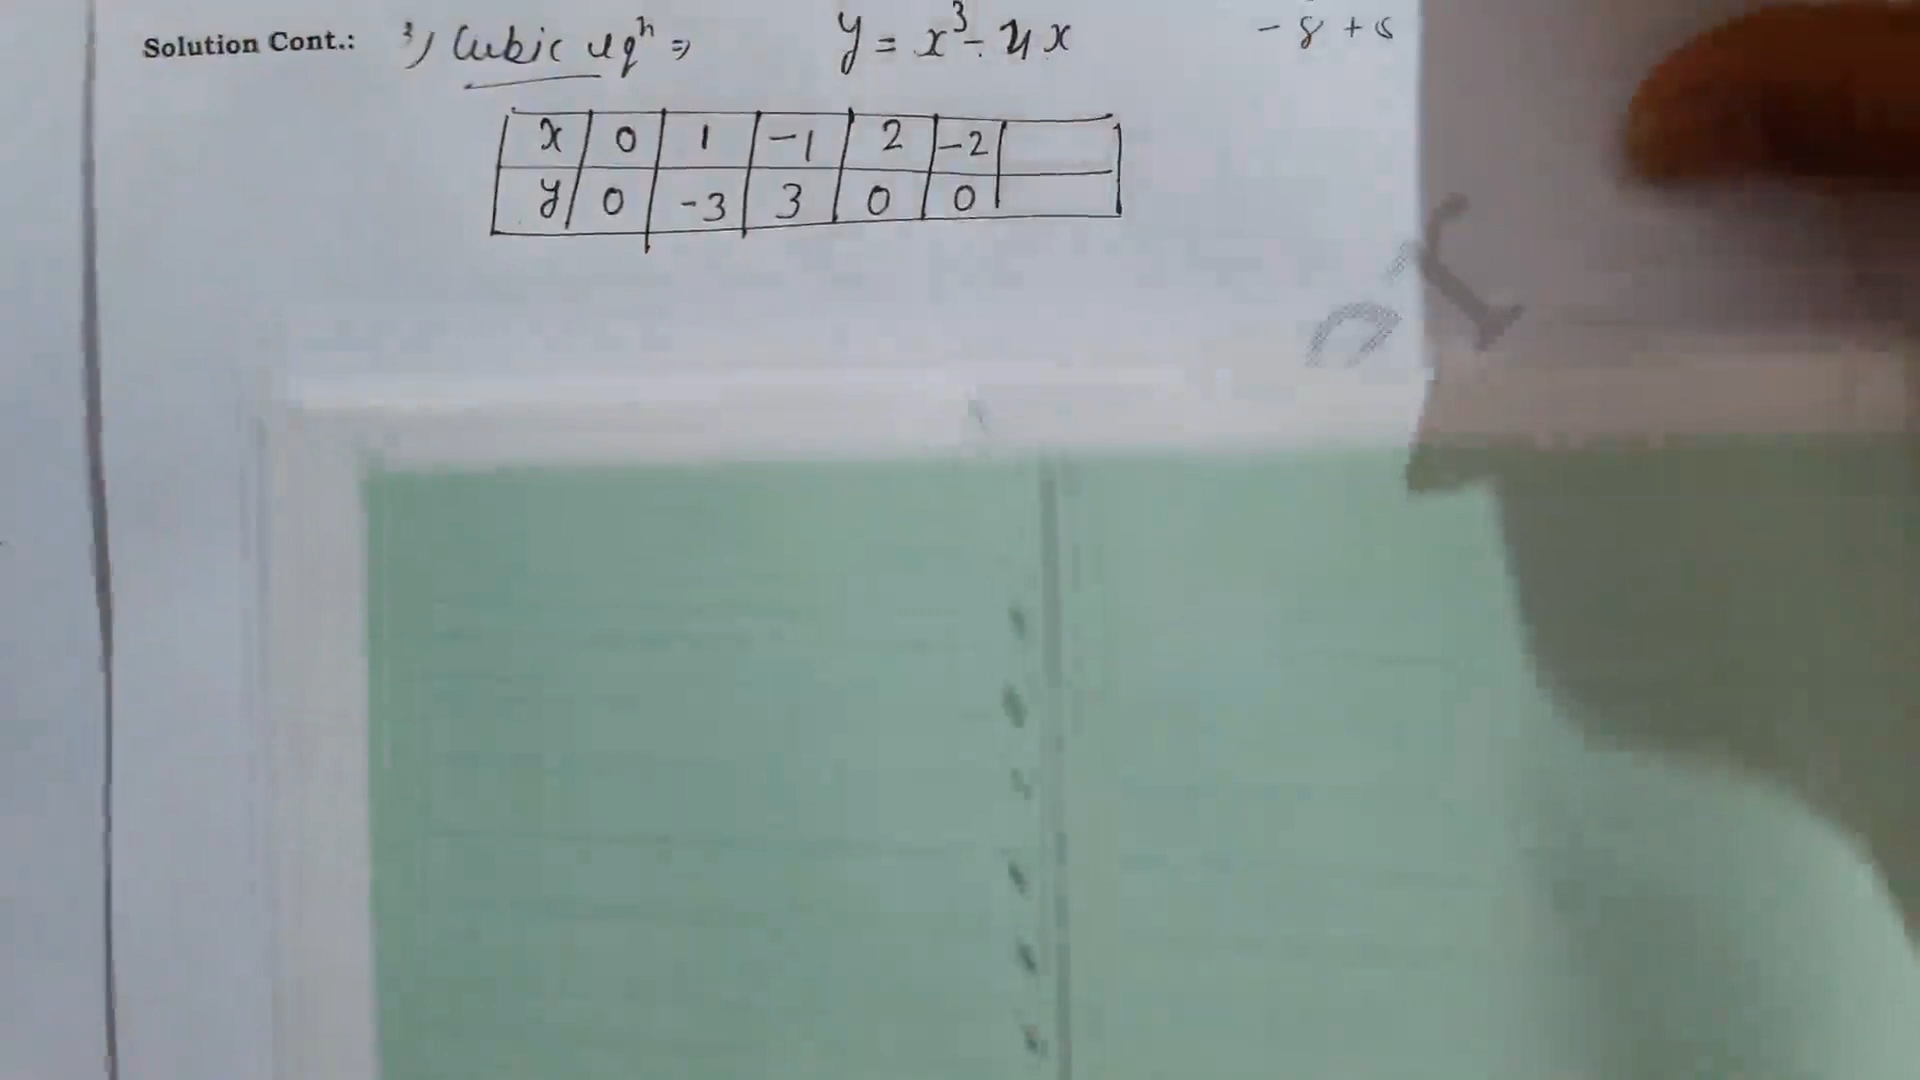 Solution Cont.: 3) Cubic eqⁿ ⇒ y = x³ - 4x - 8 + 8
x 0 1 -1 2 -2
y 0 -3 3 0 0